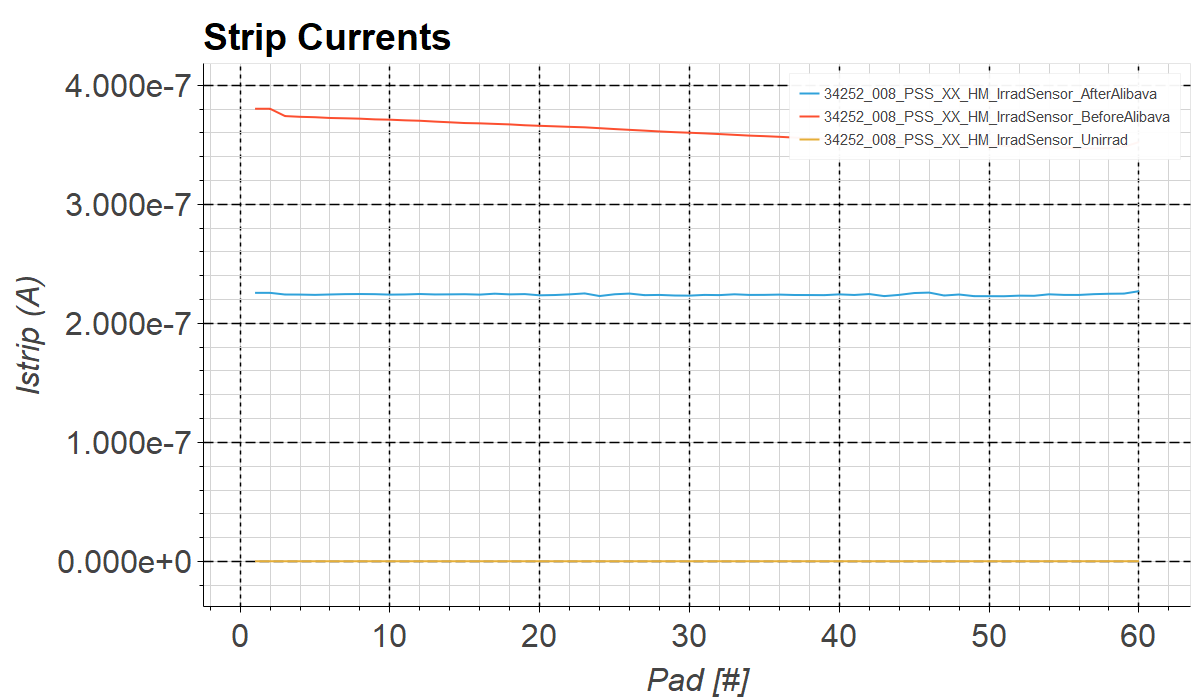 Strip Currents
4.000e-7
3.000e-7
2.000e-7
1.000e-7
0.000e+0
Istrip (A)
34252_008_PSS_XX_HM_IrradSensor_AfterAlibava
34252_008_PSS_XX_HM_IrradSensor_BeforeAlibava
34252_008_PSS_XX_HM_IrradSensor_Unirrad
0 10 20 30 40 50 60
Pad [#]